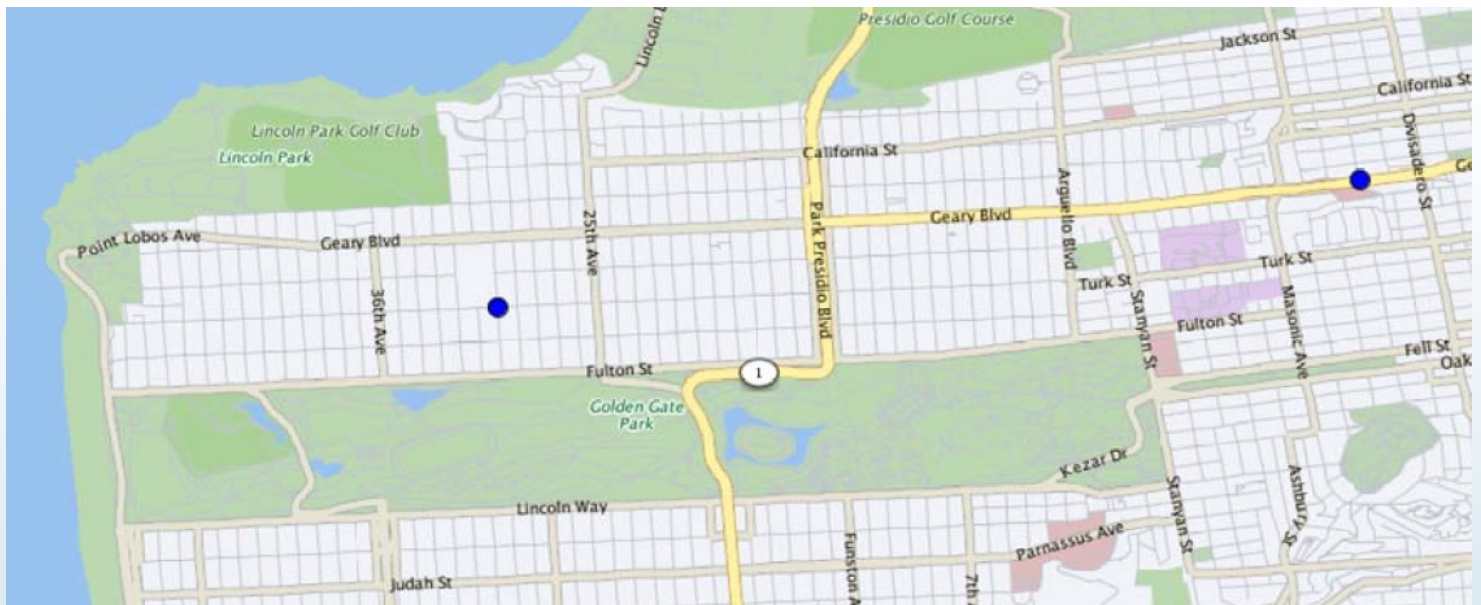 Presidio Golf Course
Jackson St
California St
Lincoln
Lincoln Park Golf Club
Lincoln Park
California St
Divisadero St
Arguello Blvd
Park Presidio Blvd
25th Ave
Geary Blvd
Ge
Point Lobos Ave
Geary Blvd
36th Ave
Turk St
Turk St
Stanyan St
Masonic Ave
Fulton St
Fulton St
1
Fell St
Oak
Golden Gate
Park
Kezar Dr
Lincoln Way
Ashbury St
Stanyan St
Parnassus Ave
Funston A
7th
Judah St